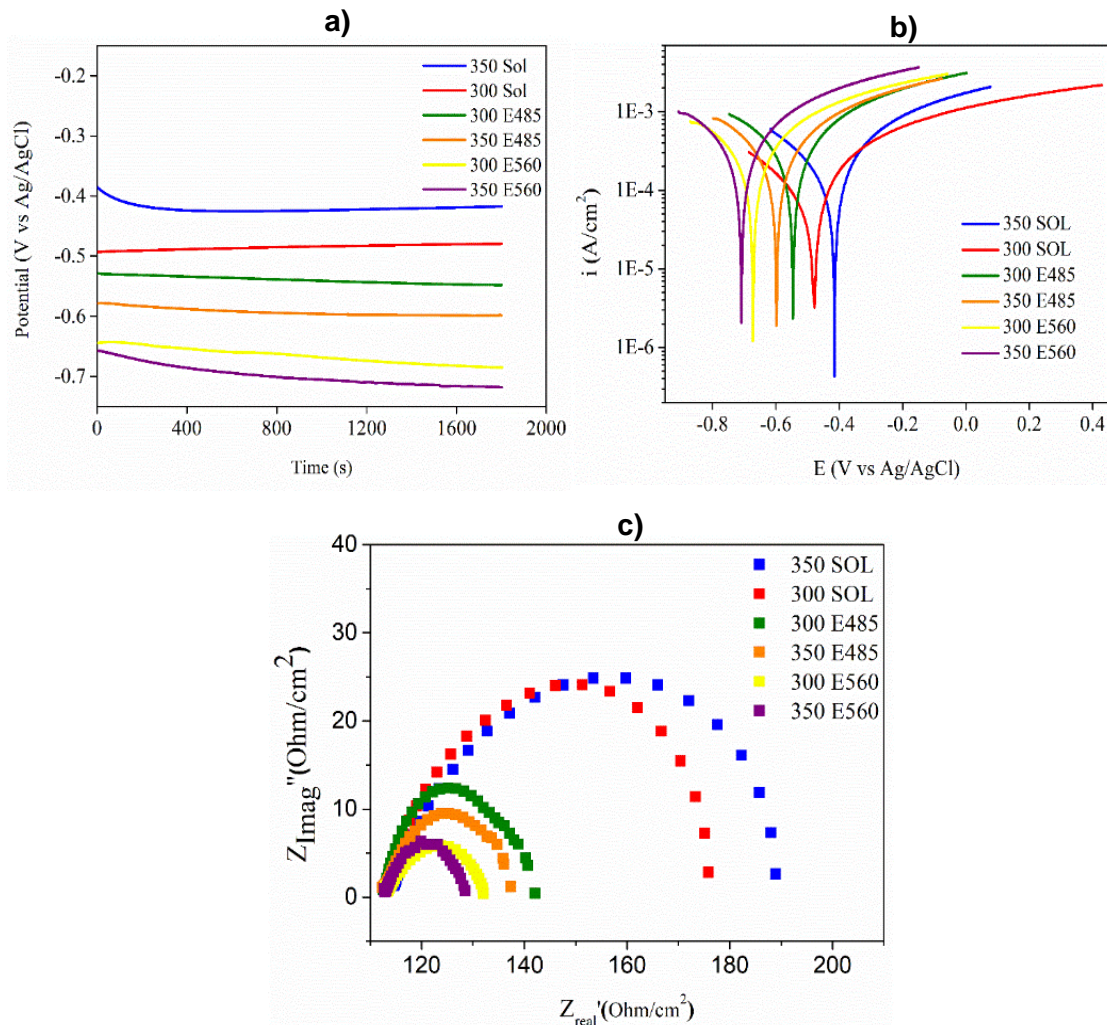 a)
-0.2
-0.3
-0.4
-0.5
-0.6
-0.7
Potential (V vs Ag/AgCl)
350 Sol
300 Sol
300 E485
350 E485
300 E560
350 E560
0 400 800 1200 1600 2000
Time (s)
b)
1E-3
1E-4
1E-5
1E-6
i (A/cm²)
350 SOL
300 SOL
300 E485
350 E485
300 E560
350 E560
-0.8 -0.6 -0.4 -0.2 0.0 0.2 0.4
E (V vs Ag/AgCl)
c)
40
30
20
10
0
Z_Imag''(Ohm/cm²)
350 SOL
300 SOL
300 E485
350 E485
300 E560
350 E560
120 140 160 180 200
Z_real'(Ohm/cm²)